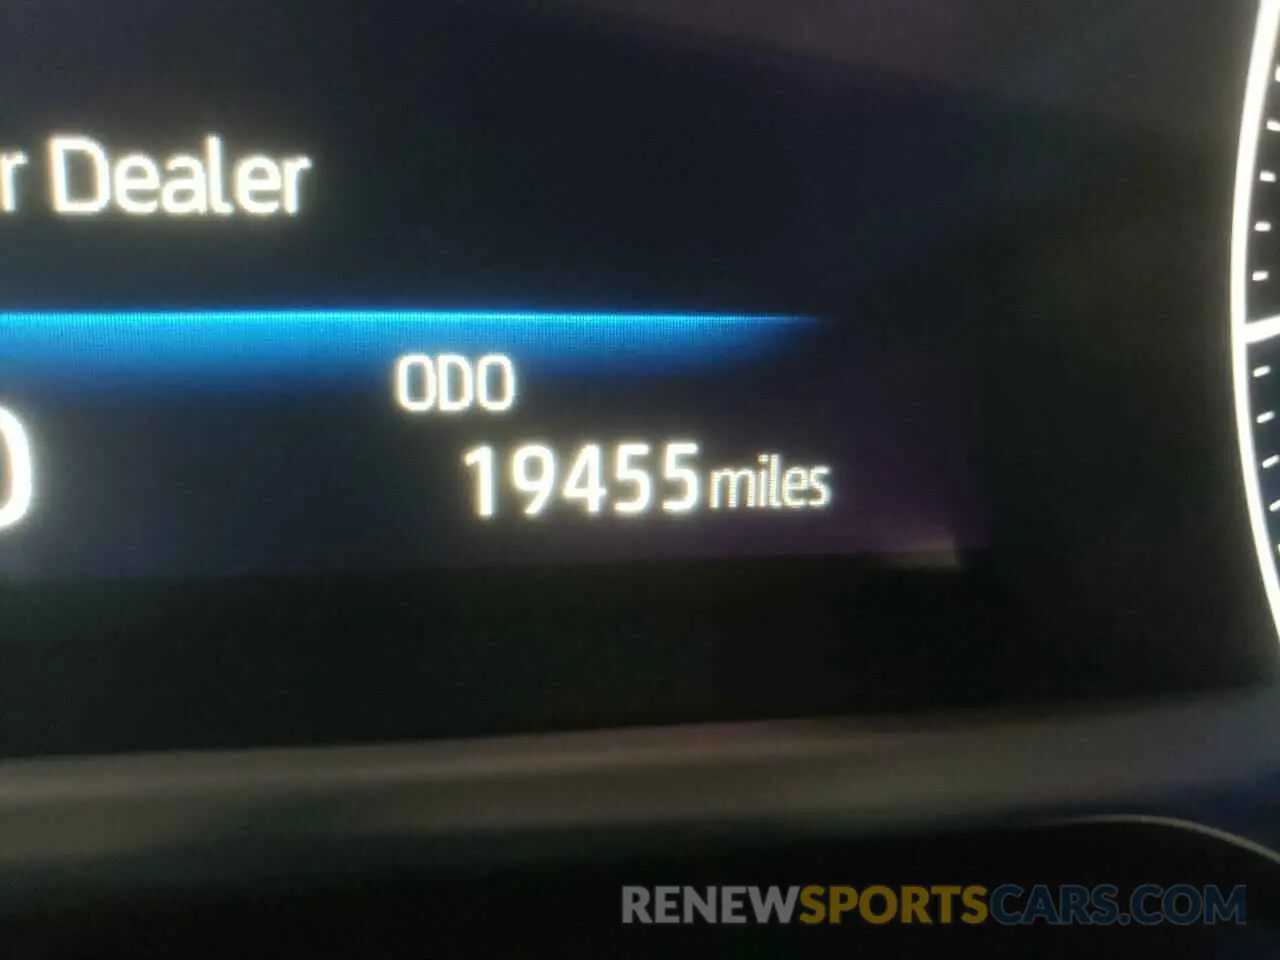 r Dealer
ODO
19455 miles
RENEWSPORTSCARS.COM